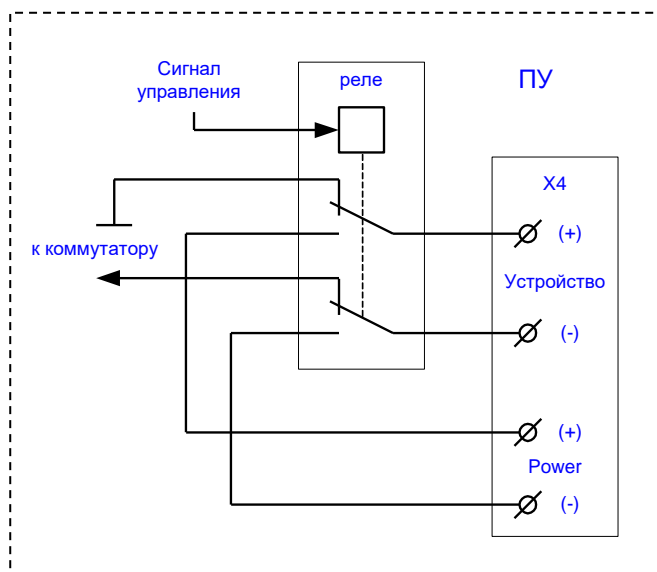 Сигнал
управления
реле
ПУ
X4
(+)
к коммутатору
Устройство
(-)
(+)
Power
(-)